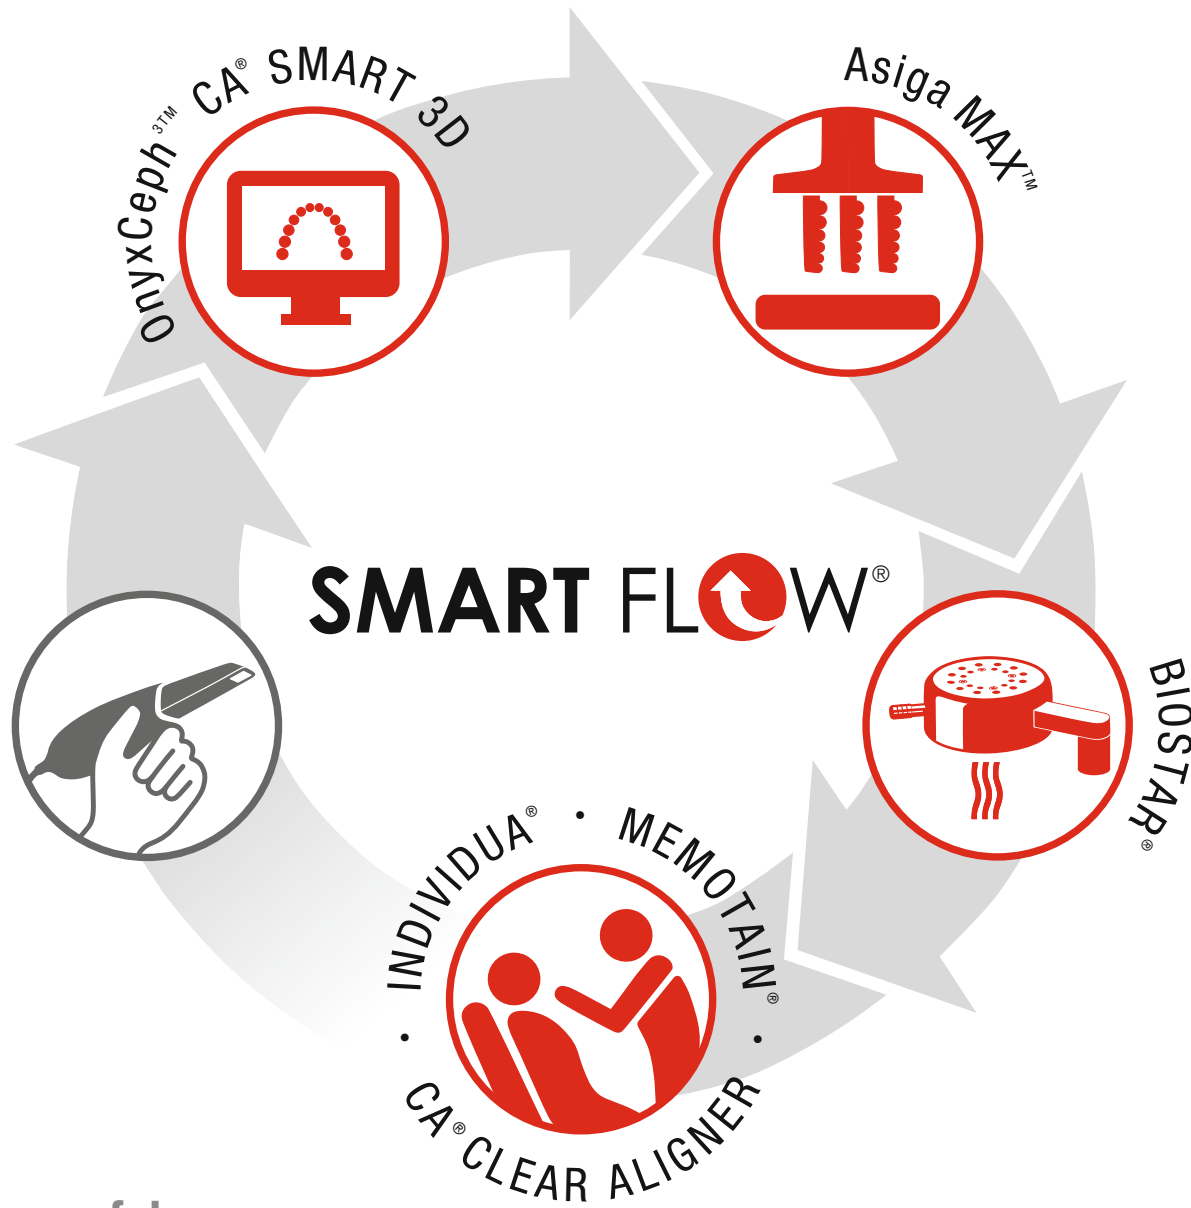 OnyxCeph³™ CA® SMART 3D
Asiga MAX™
SMART FLOW®
BIOSTAR®
INDIVIDUA® · MEMOTAIN® ·
CA® CLEAR ALIGNER ·